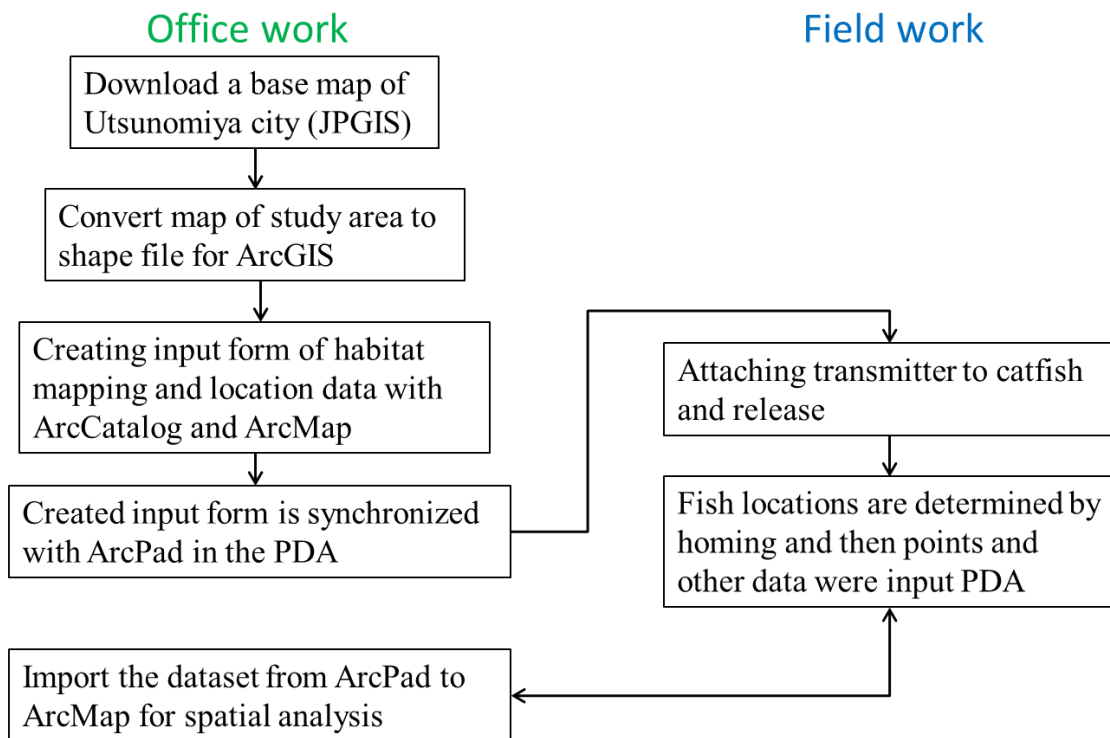 Office work
Download a base map of
Utsunomiya city (JPGIS)
Convert map of study area to
shape file for ArcGIS
Creating input form of habitat
mapping and location data with
ArcCatalog and ArcMap
Created input form is synchronized
with ArcPad in the PDA
Import the dataset from ArcPad to
ArcMap for spatial analysis
Field work
Attaching transmitter to catfish
and release
Fish locations are determined by
homing and then points and
other data were input PDA